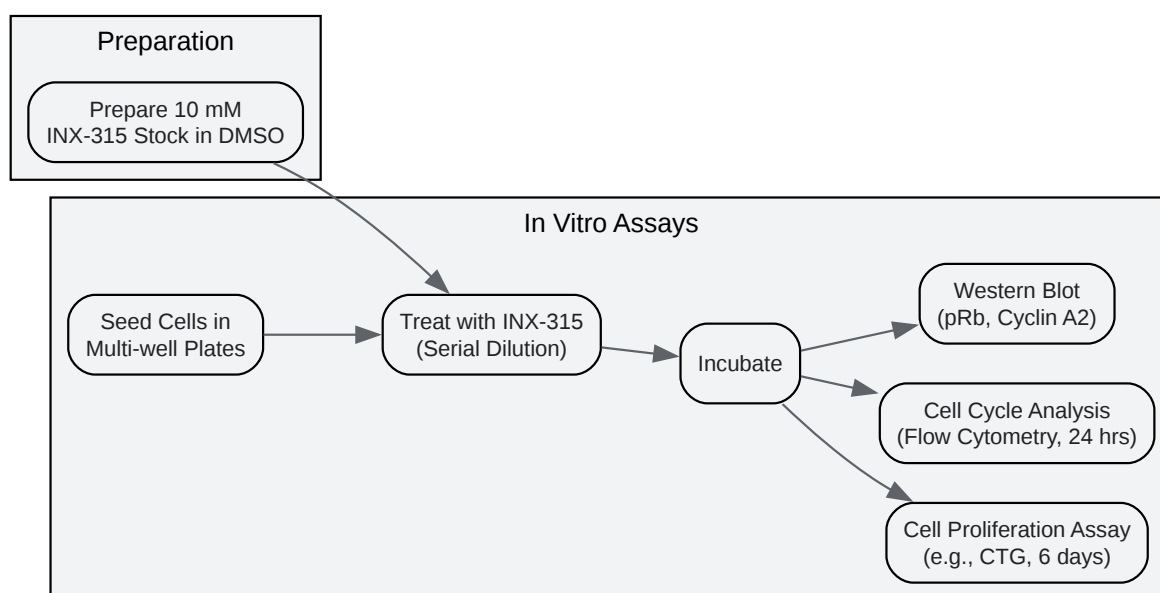 Preparation
Prepare 10 mM
INX-315 Stock in DMSO
In Vitro Assays
Seed Cells in
Multi-well Plates
Treat with INX-315
(Serial Dilution)
Incubate
Western Blot
(pRb, Cyclin A2)
Cell Cycle Analysis
(Flow Cytometry, 24 hrs)
Cell Proliferation Assay
(e.g., CTG, 6 days)